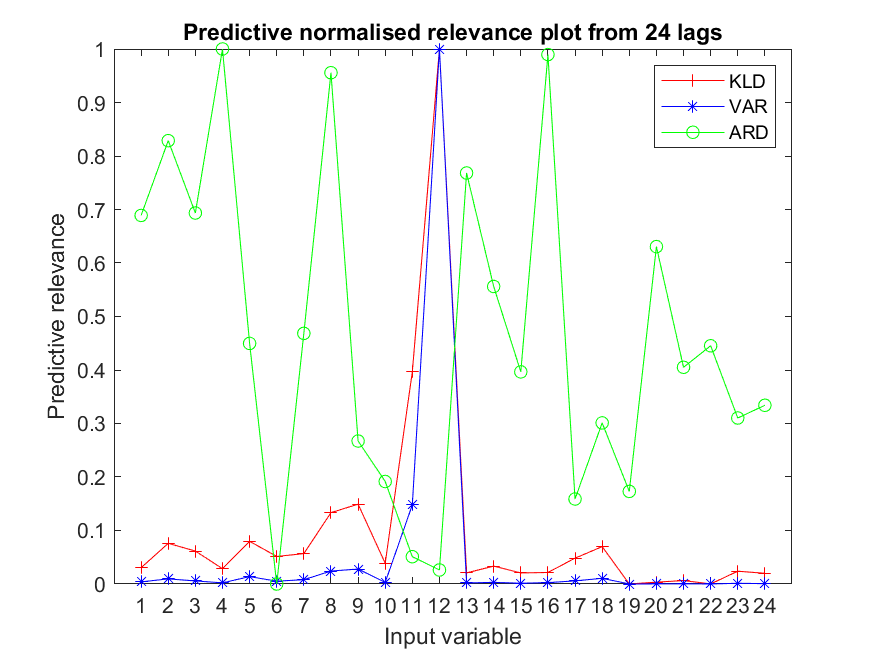 Predictive normalised relevance plot from 24 lags
KLD
VAR
ARD
1
0.9
0.8
0.7
0.6
0.5
0.4
0.3
0.2
0.1
0
Predictive relevance
1 2 3 4 5 6 7 8 9 10 11 12 13 14 15 16 17 18 19 20 21 22 23 24
Input variable